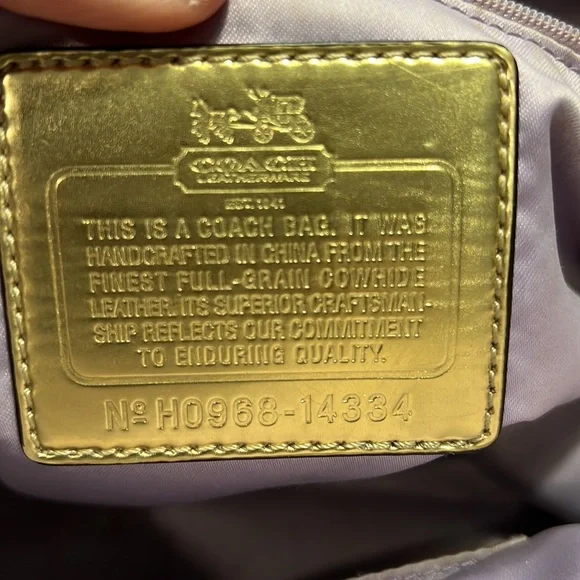 COACH
LEATHERWARE
EST. 1941
THIS IS A COACH BAG. IT WAS
HANDCRAFTED IN CHINA FROM THE
FINEST FULL-GRAIN COWHIDE
LEATHER. ITS SUPERIOR CRAFTSMAN-
SHIP REFLECTS OUR COMMITMENT
TO ENDURING QUALITY.
Nº H0968-14334